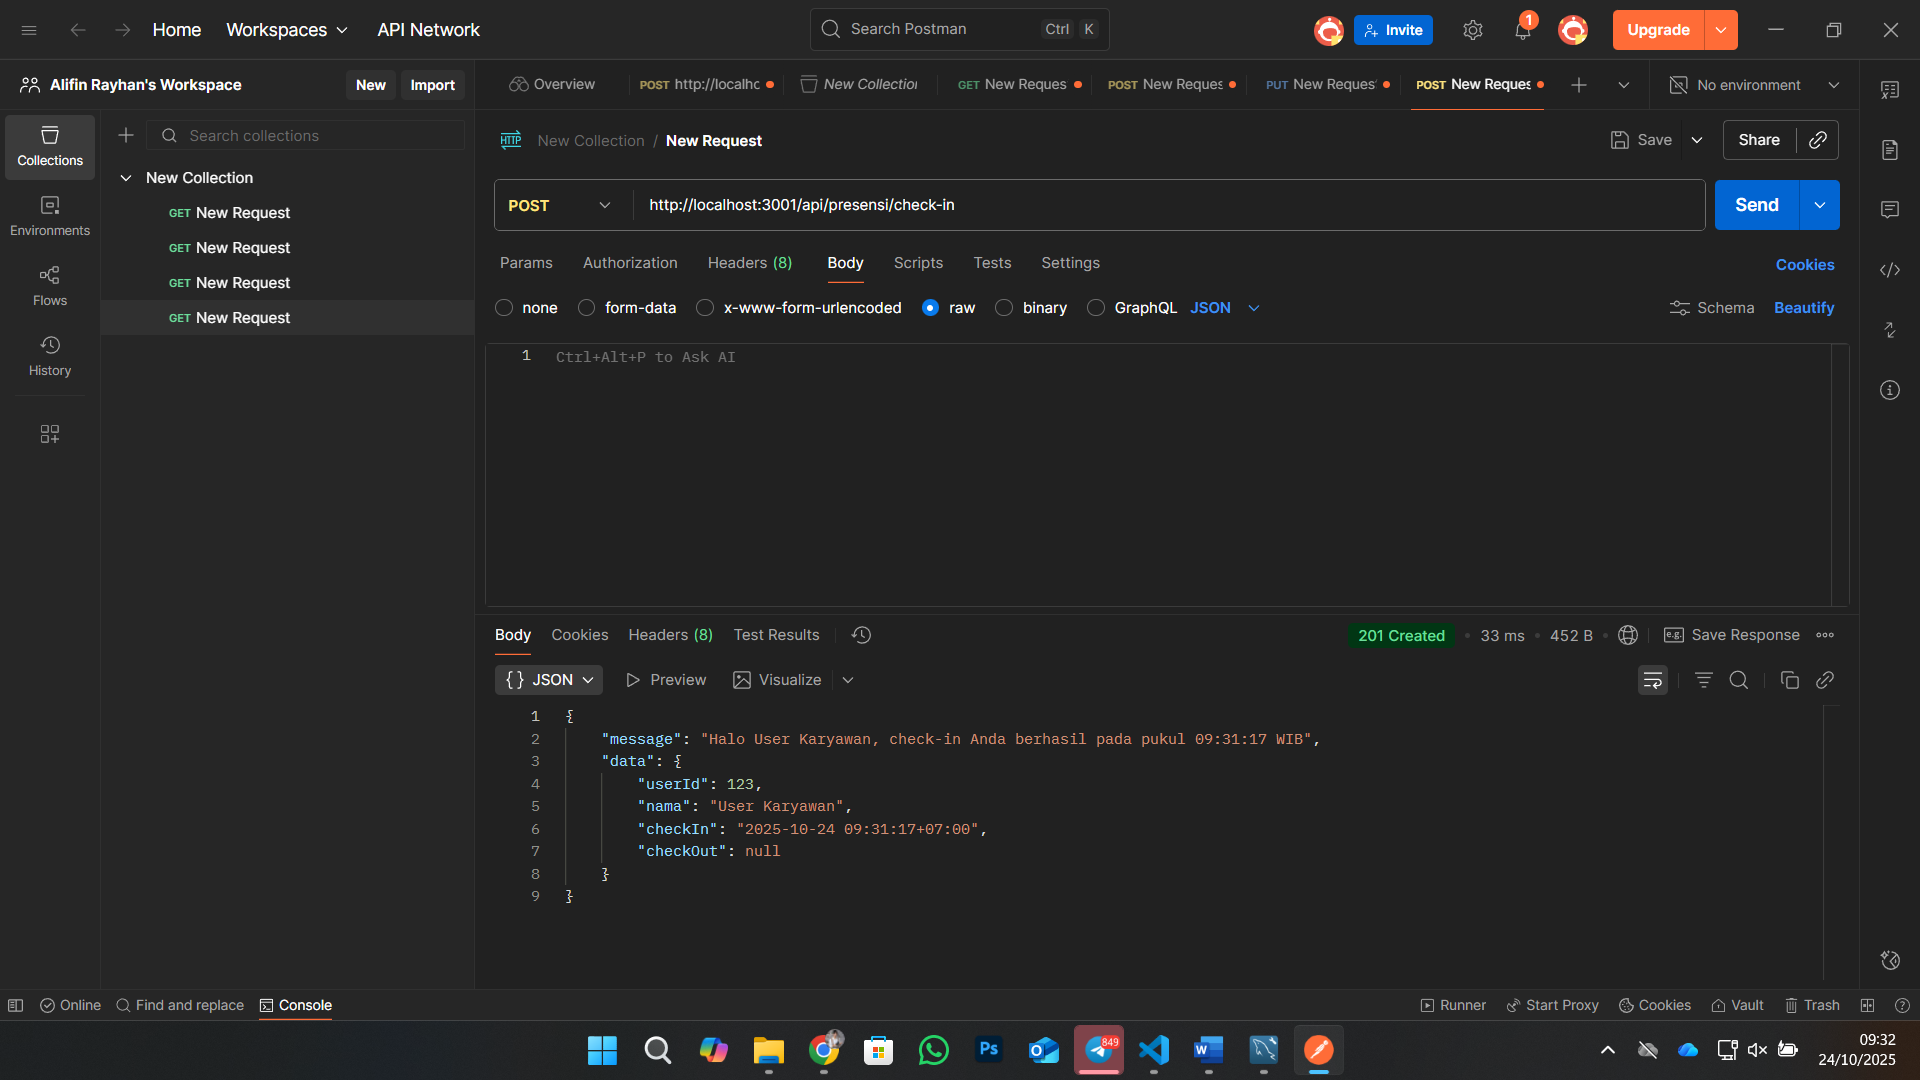 Home Workspaces API Network Search Postman Ctrl K Invite 1 Upgrade
Alifin Rayhan's Workspace New Import Overview POST http://localhc New Collection GET New Reques POST New Reques PUT New Reques POST New Reques No environment
Collections
Search collections
Environments
Flows
History
New Collection
GET New Request
GET New Request
GET New Request
GET New Request
HTTP New Collection / New Request Save Share
POST http://localhost:3001/api/presensi/check-in Send
Params Authorization Headers (8) Body Scripts Tests Settings Cookies
none form-data x-www-form-urlencoded raw binary GraphQL JSON Schema Beautify
1 Ctrl+Alt+P to Ask AI
Body Cookies Headers (8) Test Results 201 Created • 33 ms • 452 B • e.g. Save Response
{} JSON Preview Visualize
1 {
2 "message": "Halo User Karyawan, check-in Anda berhasil pada pukul 09:31:17 WIB",
3 "data": {
4 "userId": 123,
5 "nama": "User Karyawan",
6 "checkIn": "2025-10-24 09:31:17+07:00",
7 "checkOut": null
8 }
9 }
Online Find and replace Console Runner Start Proxy Cookies Vault Trash
Ps 849 09:32
24/10/2025